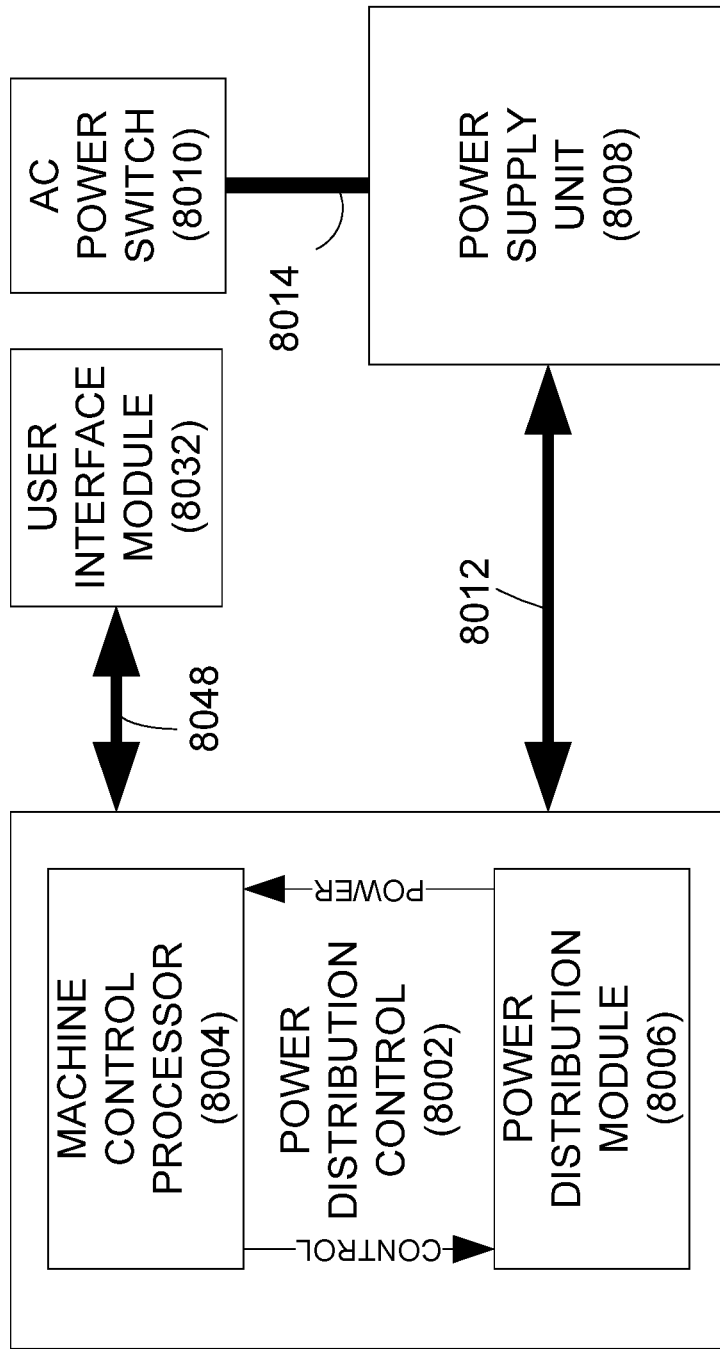 MACHINE
CONTROL
PROCESSOR
(8004)
CONTROL
POWER
POWER
DISTRIBUTION
CONTROL
(8002)
POWER
DISTRIBUTION
MODULE
(8006)
8048
USER
INTERFACE
MODULE
(8032)
8012
AC
POWER
SWITCH
(8010)
8014
POWER
SUPPLY
UNIT
(8008)